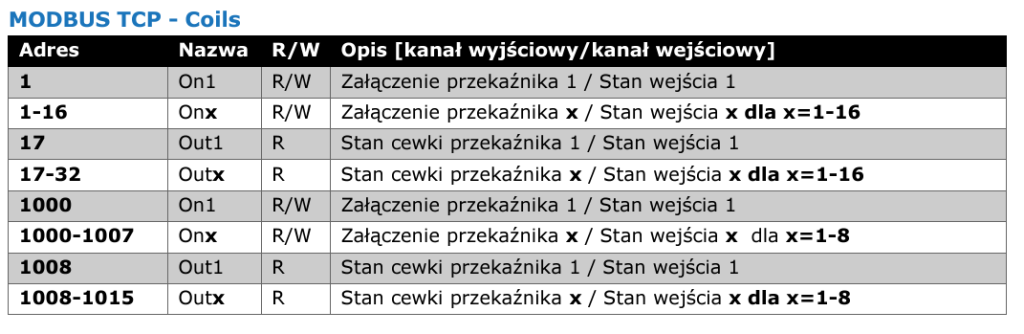 MODBUS TCP - Coils
Adres Nazwa R/W Opis [kanał wyjściowy/kanał wejściowy]
1 On1 R/W Załączenie przekaźnika 1 / Stan wejścia 1
1-16 Onx R/W Załączenie przekaźnika x / Stan wejścia x dla x=1-16
17 Out1 R Stan cewki przekaźnika 1 / Stan wejścia 1
17-32 Outx R Stan cewki przekaźnika x / Stan wejścia x dla x=1-16
1000 On1 R/W Załączenie przekaźnika 1 / Stan wejścia 1
1000-1007 Onx R/W Załączenie przekaźnika x / Stan wejścia x dla x=1-8
1008 Out1 R Stan cewki przekaźnika 1 / Stan wejścia 1
1008-1015 Outx R Stan cewki przekaźnika x / Stan wejścia x dla x=1-8